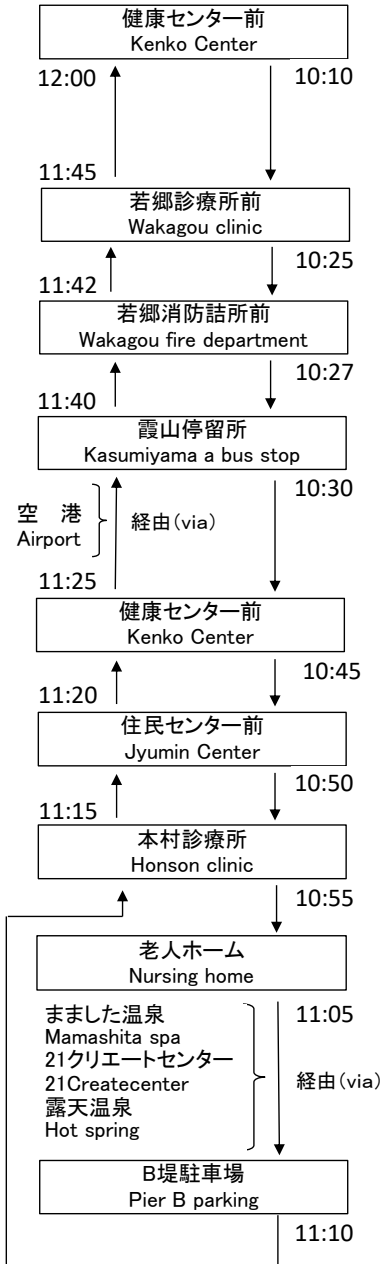 健康センター前
Kenko Center
12:00 10:10
11:45
若郷診療所前
Wakagou clinic
10:25
11:42
若郷消防詰所前
Wakagou fire department
10:27
11:40
霞山停留所
Kasumiyama a bus stop
10:30
空 港
Airport
経由(via)
11:25
健康センター前
Kenko Center
10:45
11:20
住民センター前
Jyumin Center
10:50
11:15
本村診療所
Honson clinic
10:55
老人ホーム
Nursing home
11:05
まました温泉
Mamashita spa
21クリエートセンター
21Createcenter
露天温泉
Hot spring
経由(via)
B堤駐車場
Pier B parking
11:10